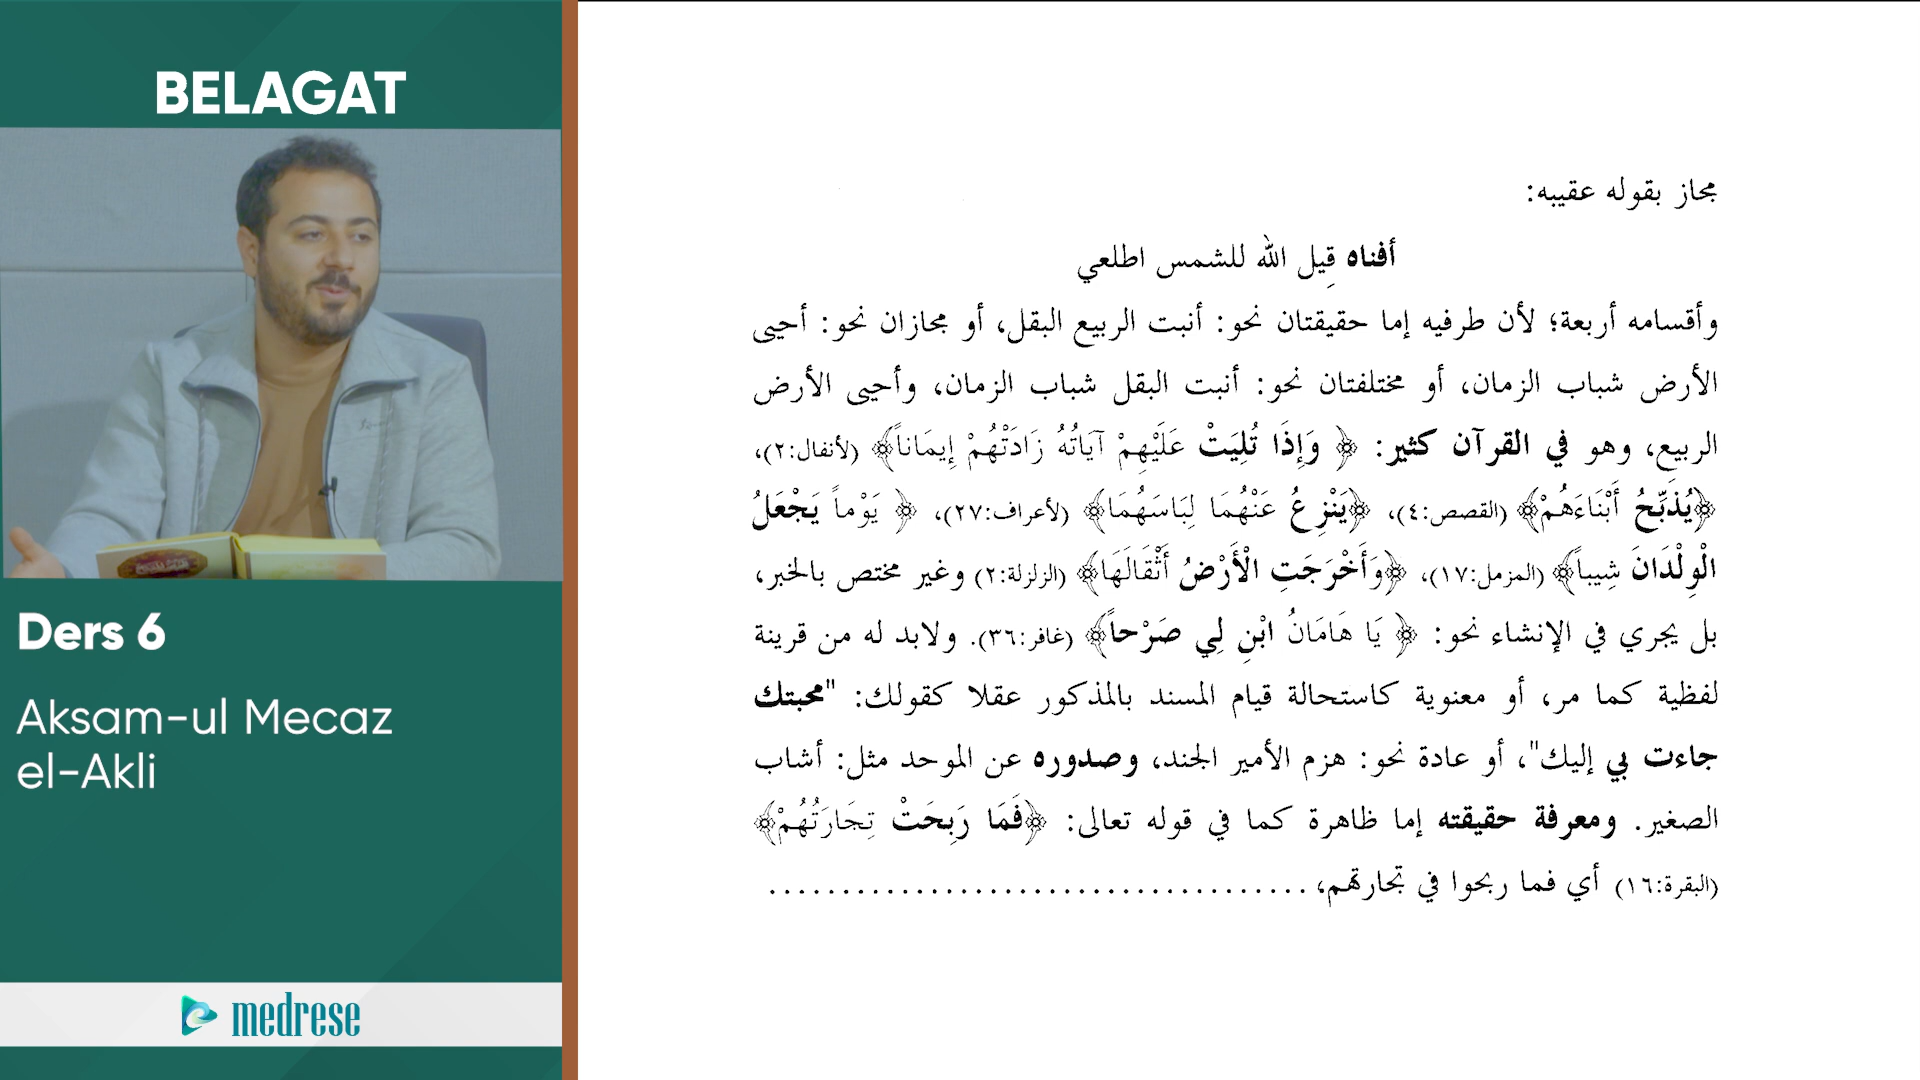 BELAGAT
Ders 6
Aksam-ul Mecaz
el-Akli
medrese
مجاز بقوله عقيبه:
أفناه قِيل الله للشمس اطلعي
وأقسامه أربعة؛ لأن طرفيه إما حقيقتان نحو: أنبت الربيع البقل، أو مجازان نحو: أحيى
الأرض شباب الزمان، أو مختلفتان نحو: أنبت البقل شباب الزمان، وأحيى الأرض
الربيع، وهو في القرآن كثير: ﴿ وَإِذَا تُلِيَتْ عَلَيْهِمْ آيَاتُهُ زَادَتْهُمْ إِيمَاناً﴾ (لأنفال:٢)،
﴿يُذَبِّحُ أَبْنَاءَهُمْ﴾ (القصص:٤)، ﴿يَنْزِعُ عَنْهُمَا لِبَاسَهُمَا﴾ (لأعراف:٢٧)، ﴿ يَوْماً يَجْعَلُ
الْوِلْدَانَ شِيباً﴾ (المزمل:١٧)، ﴿وَأَخْرَجَتِ الْأَرْضُ أَثْقَالَهَا﴾ (الزلزلة:٢) وغير مختص بالخبر،
بل يجري في الإنشاء نحو: ﴿ يَا هَامَانُ ابْنِ لِي صَرْحاً﴾ (غافر:٣٦). ولابد له من قرينة
لفظية كما مر، أو معنوية كاستحالة قيام المسند بالمذكور عقلا كقولك: "محبتك
جاءت بي إليك"، أو عادة نحو: هزم الأمير الجند، وصدوره عن الموحد مثل: أشاب
الصغير. ومعرفة حقيقته إما ظاهرة كما في قوله تعالى: ﴿فَمَا رَبِحَتْ تِجَارَتُهُمْ﴾
(البقرة:١٦) أي فما ربحوا في تجارتهم، .....................................